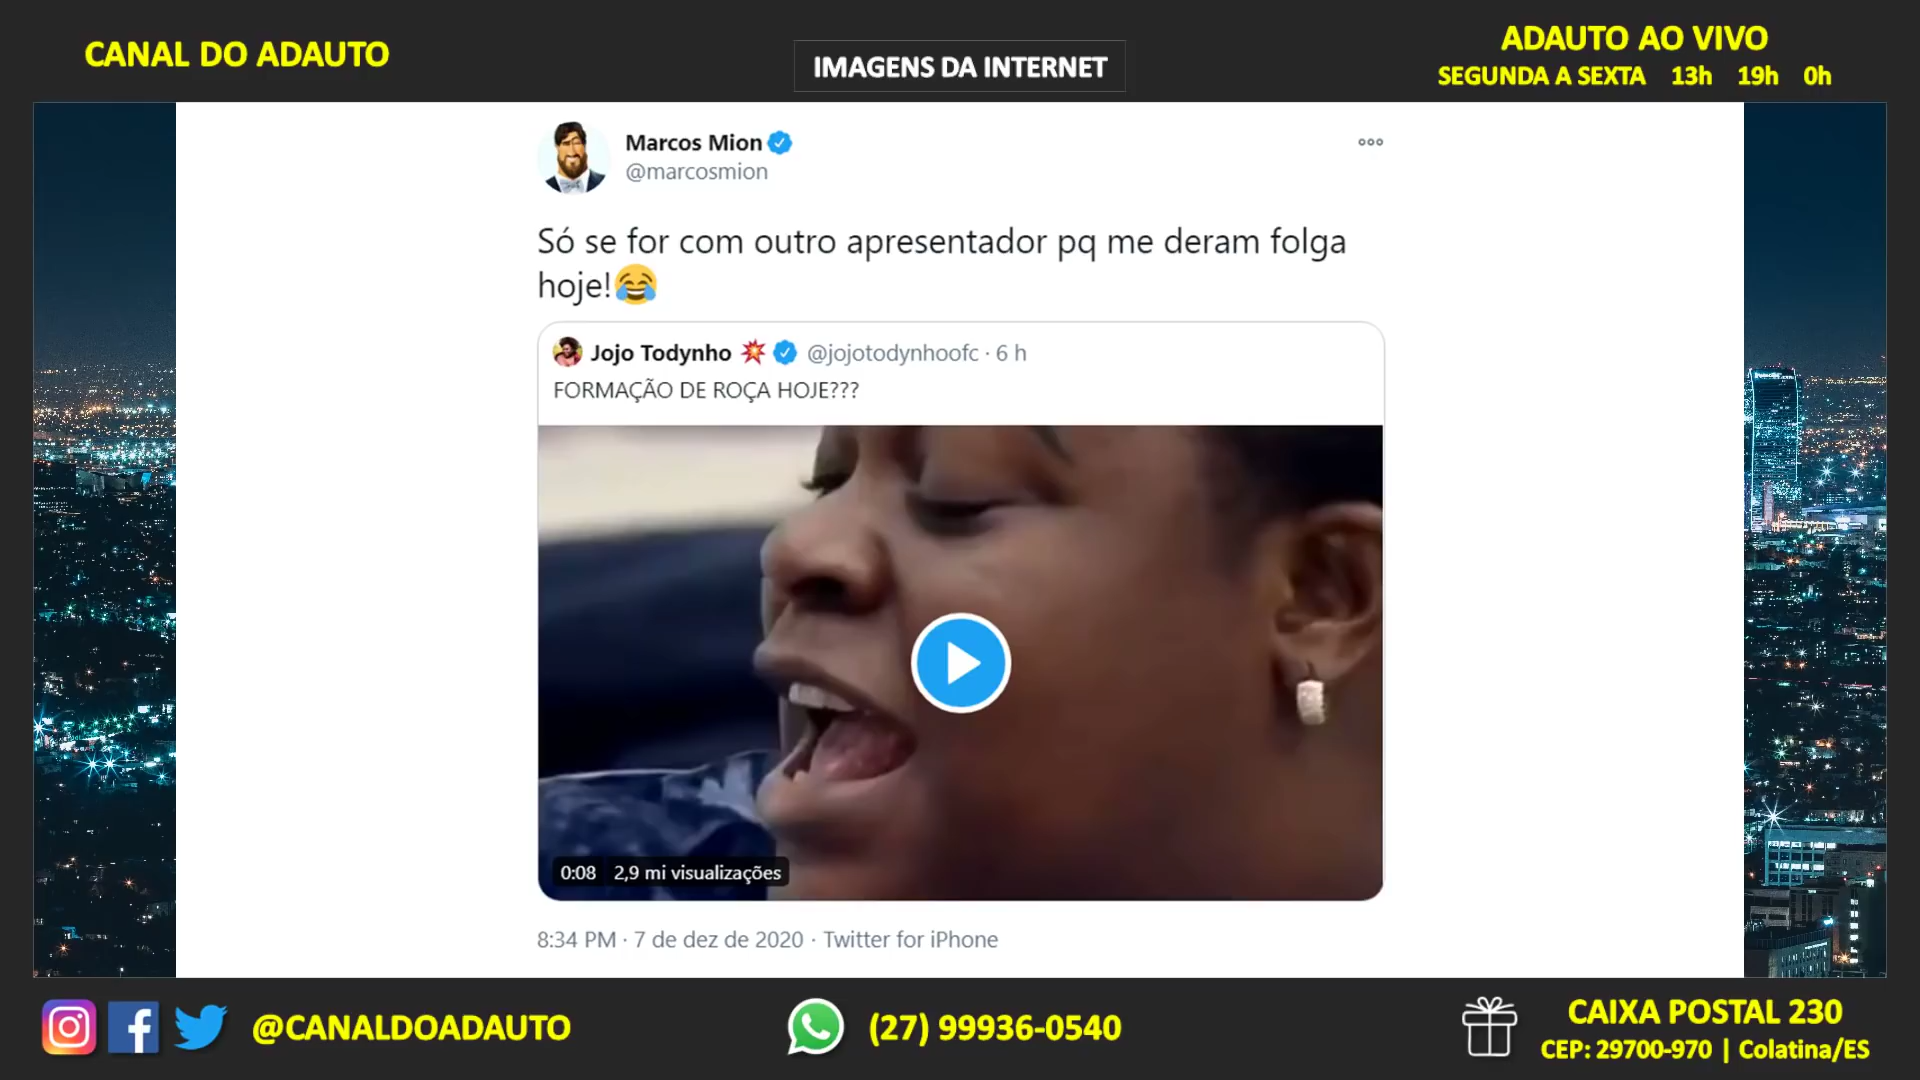 CANAL DO ADAUTO
IMAGENS DA INTERNET
ADAUTO AO VIVO
SEGUNDA A SEXTA 13h 19h 0h
Marcos Mion
@marcosmion
Só se for com outro apresentador pq me deram folga
hoje!😂
Jojo Todynho 💥 @jojotodynhoofc · 6 h
FORMAÇÃO DE ROÇA HOJE???
0:08 2,9 mi visualizações
8:34 PM · 7 de dez de 2020 · Twitter for iPhone
@CANALDOADAUTO
(27) 99936-0540
CAIXA POSTAL 230
CEP: 29700-970 | Colatina/ES